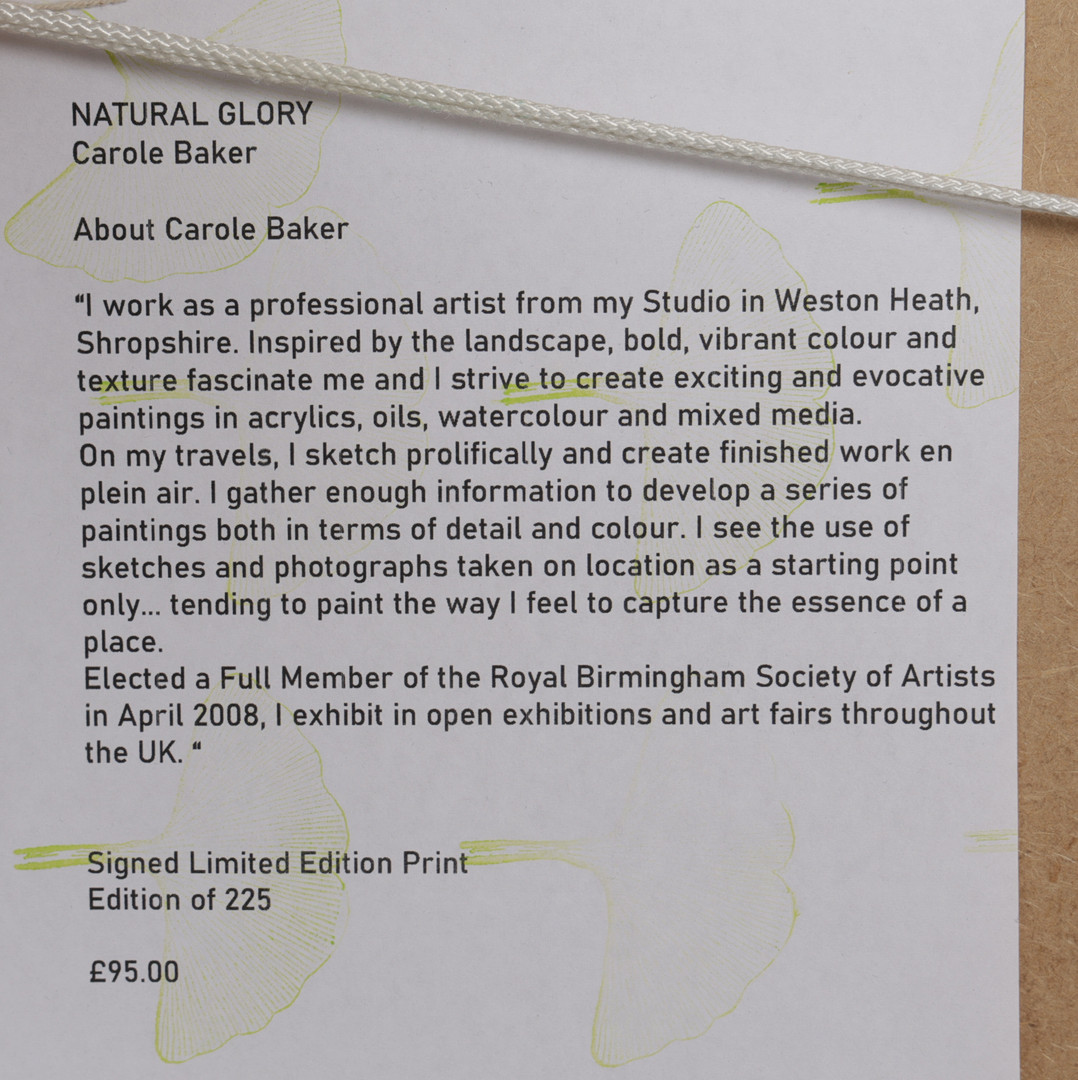 NATURAL GLORY
Carole Baker
About Carole Baker
“I work as a professional artist from my Studio in Weston Heath,
Shropshire. Inspired by the landscape, bold, vibrant colour and
texture fascinate me and I strive to create exciting and evocative
paintings in acrylics, oils, watercolour and mixed media.
On my travels, I sketch prolifically and create finished work en
plein air. I gather enough information to develop a series of
paintings both in terms of detail and colour. I see the use of
sketches and photographs taken on location as a starting point
only... tending to paint the way I feel to capture the essence of a
place.
Elected a Full Member of the Royal Birmingham Society of Artists
in April 2008, I exhibit in open exhibitions and art fairs throughout
the UK. “
Signed Limited Edition Print
Edition of 225
£95.00